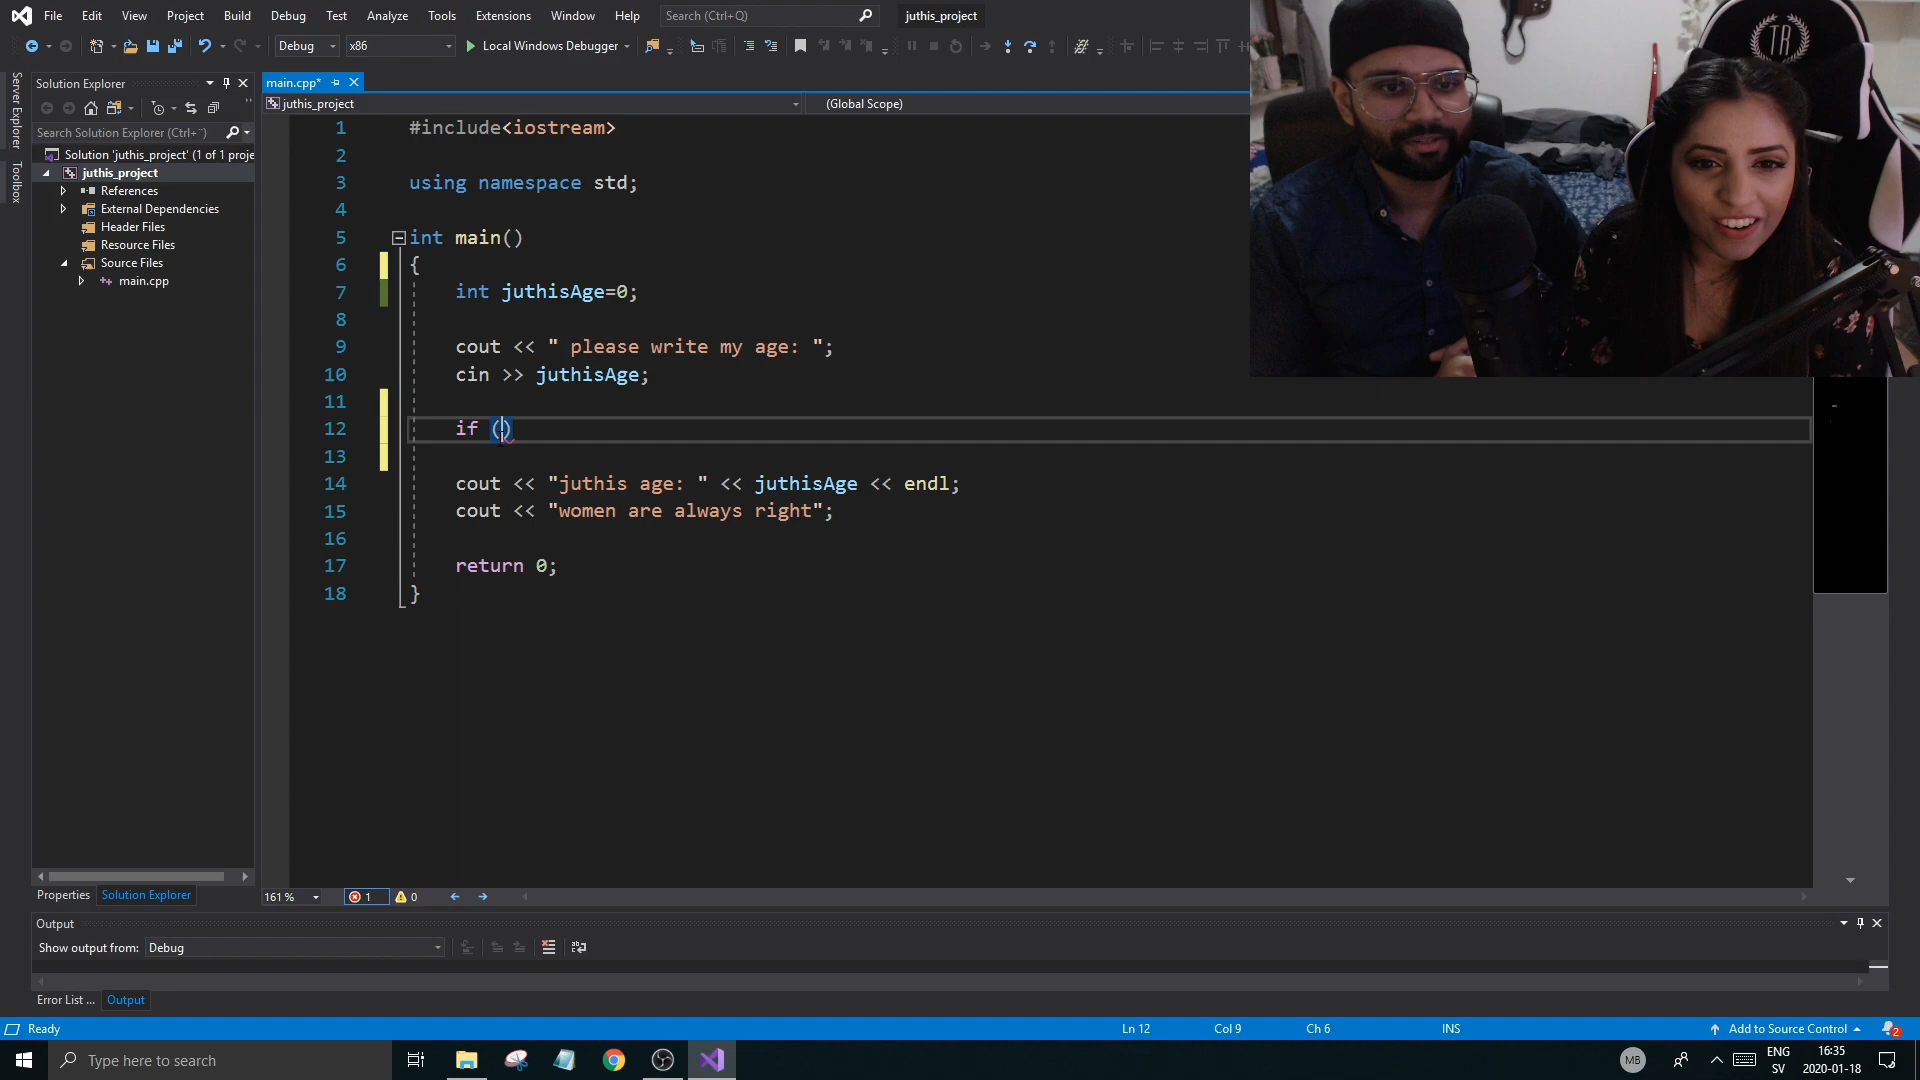 File Edit View Project Build Debug Test Analyze Tools Extensions Window Help Search (Ctrl+Q) juthis_project
Debug x86 Local Windows Debugger
Server Explorer
Toolbox
Solution Explorer
Search Solution Explorer (Ctrl+¨)
Solution 'juthis_project' (1 of 1 proje
juthis_project
References
External Dependencies
Header Files
Resource Files
Source Files
main.cpp
Properties Solution Explorer
main.cpp*
juthis_project (Global Scope)
1 #include<iostream>
2
3 using namespace std;
4
5 int main()
6 {
7 int juthisAge=0;
8
9 cout << " please write my age: ";
10 cin >> juthisAge;
11
12 if ()
13
14 cout << "juthis age: " << juthisAge << endl;
15 cout << "women are always right";
16
17 return 0;
18 }
TR
161 % 1 0
Output
Show output from: Debug
Error List ... Output
Ready Ln 12 Col 9 Ch 6 INS Add to Source Control 2
Type here to search MB ENG 16:35
SV 2020-01-18